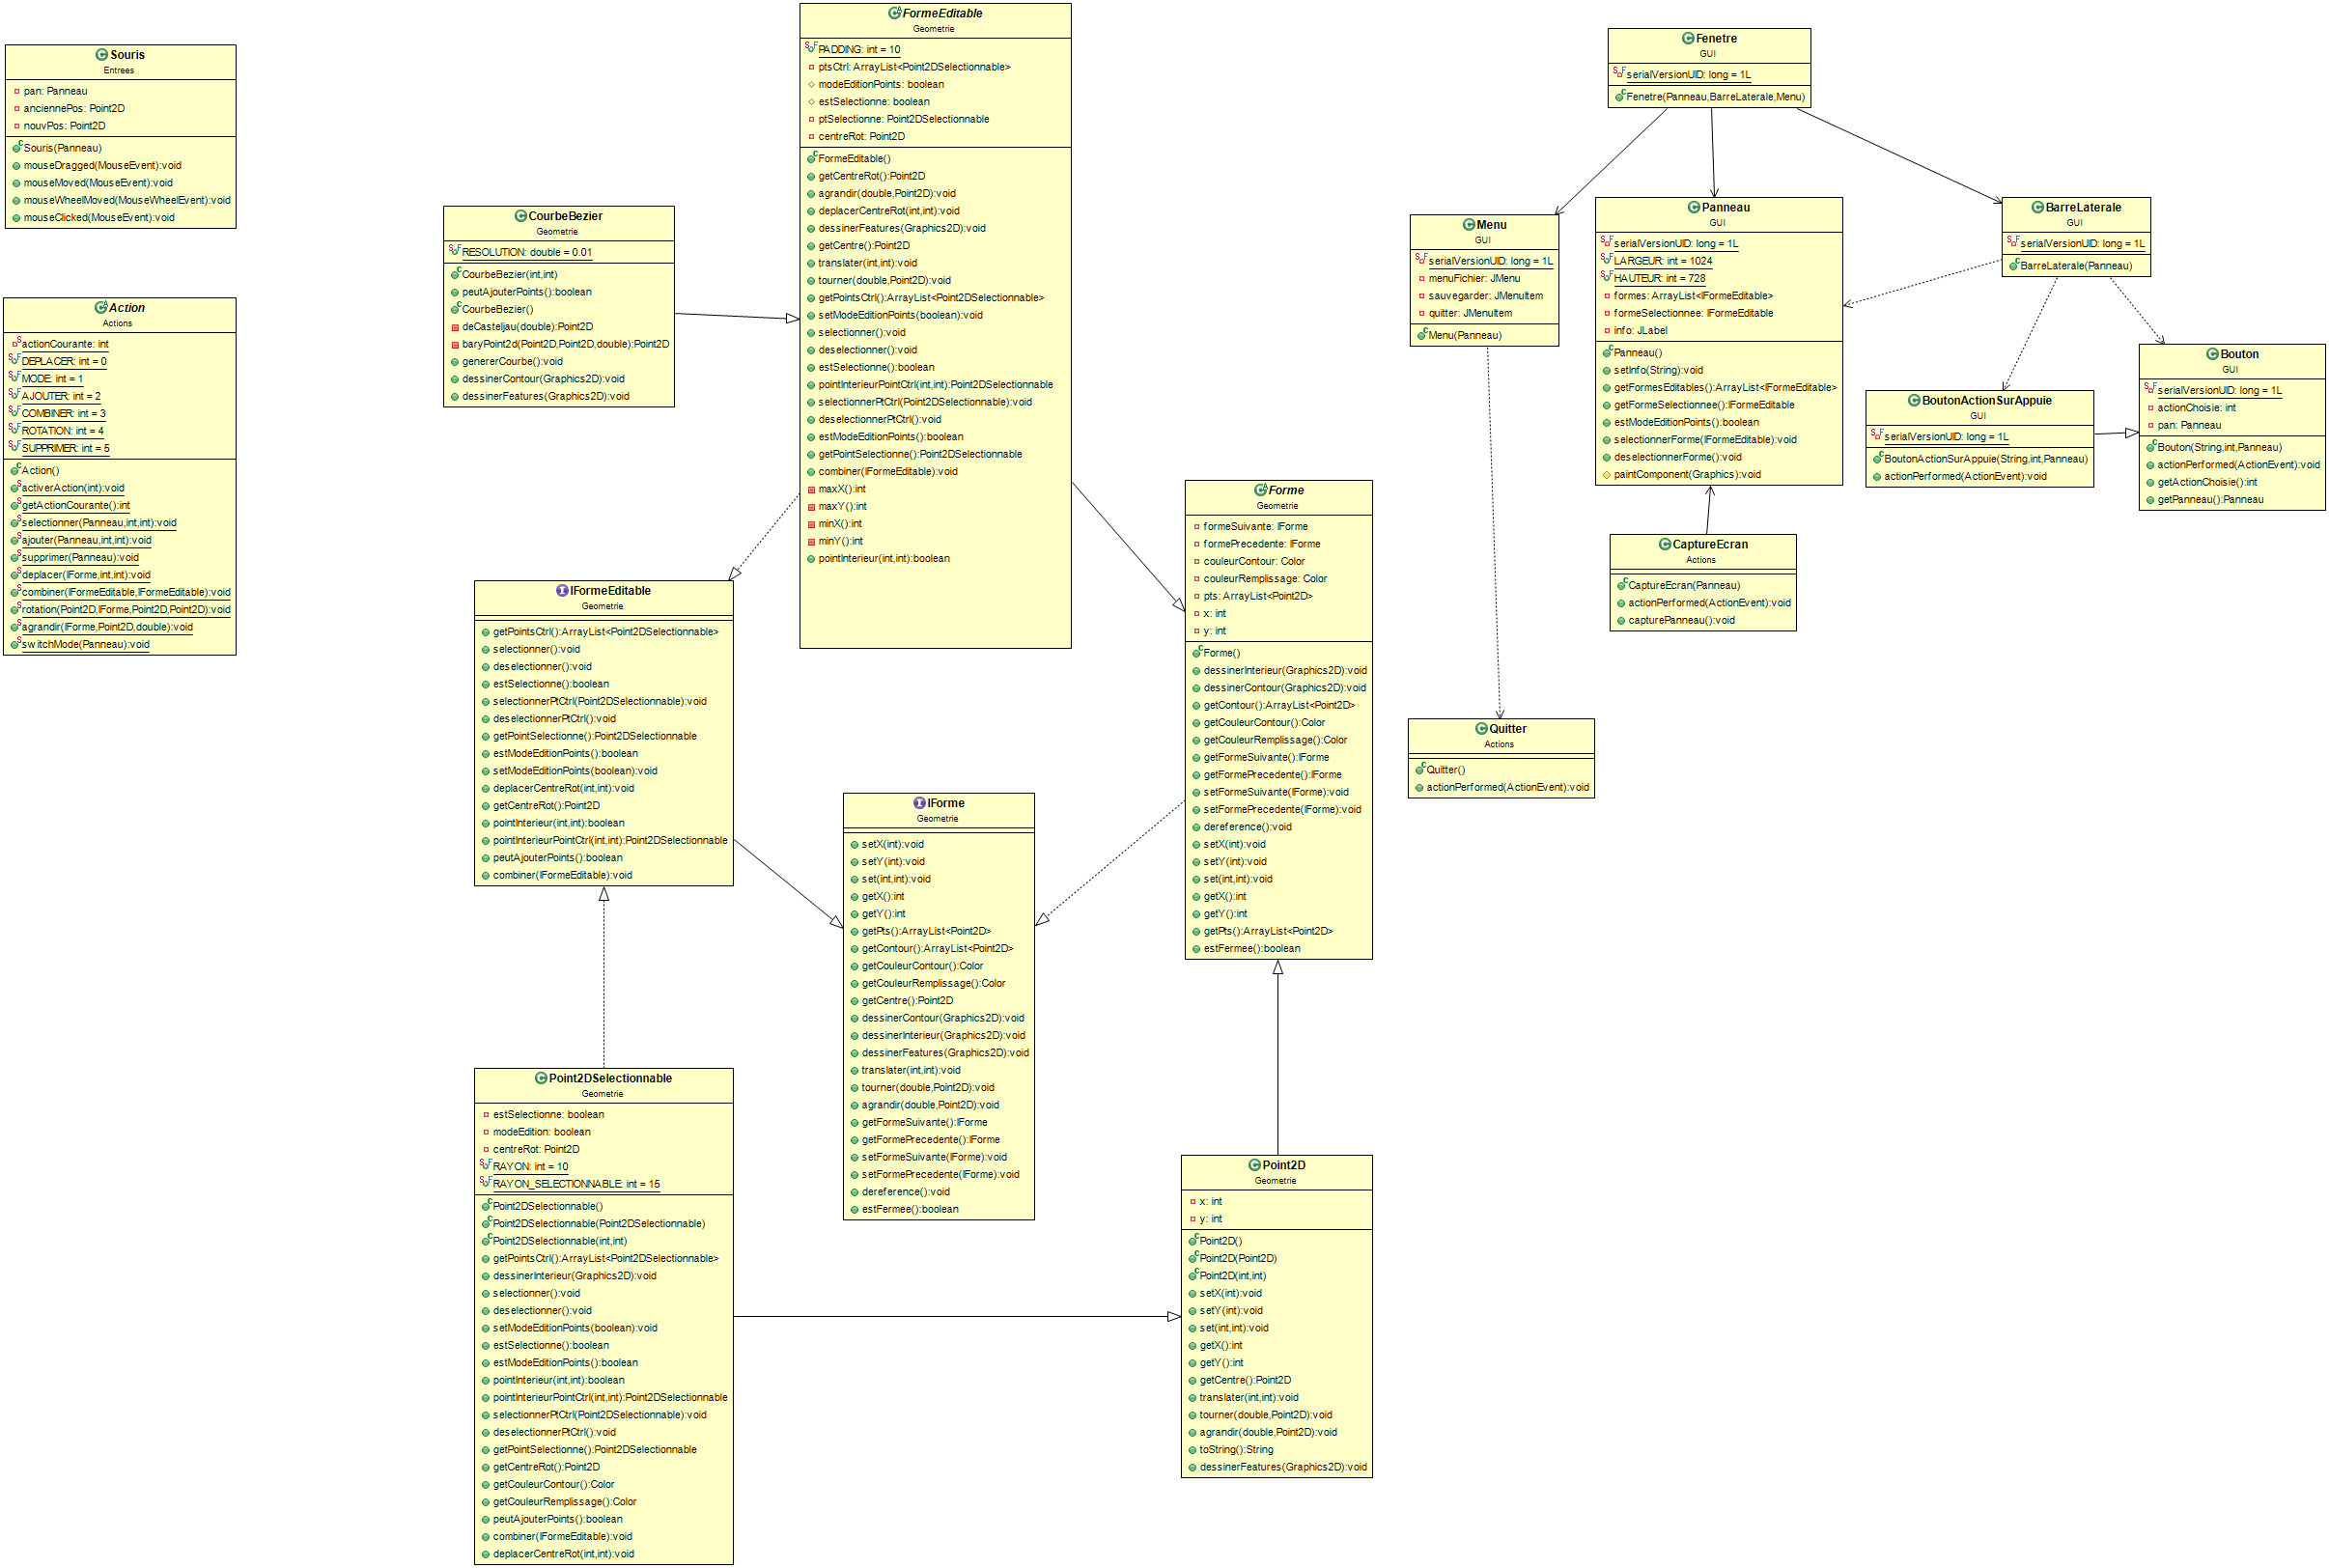 Souris
Entrees
pan: Panneau
anciennePos: Point2D
nouvPos: Point2D
Souris(Panneau)
mouseDragged(MouseEvent):void
mouseMoved(MouseEvent):void
mouseWheelMoved(MouseWheelEvent):void
mouseClicked(MouseEvent):void
Action
Actions
actionCourante: int
DEPLACER: int = 0
MODE: int = 1
AJOUTER: int = 2
COMBINER: int = 3
ROTATION: int = 4
SUPPRIMER: int = 5
Action()
activerAction(int):void
getActionCourante():int
selectionner(Panneau,int,int):void
ajouter(Panneau,int,int):void
supprimer(Panneau):void
deplacer(IForme,int,int):void
combiner(IFormeEditable,IFormeEditable):void
rotation(Point2D,IForme,Point2D,Point2D):void
agrandir(IForme,Point2D,double):void
switchMode(Panneau):void
CourbeBezier
Geometrie
RESOLUTION: double = 0.01
CourbeBezier(int,int)
peutAjouterPoints():boolean
CourbeBezier()
deCasteljau(double):Point2D
baryPoint2d(Point2D,Point2D,double):Point2D
genererCourbe():void
dessinerContour(Graphics2D):void
dessinerFeatures(Graphics2D):void
FormeEditable
Geometrie
PADDING: int = 10
ptsCtrl: ArrayList<Point2DSelectionnable>
modeEditionPoints: boolean
estSelectionne: boolean
ptSelectionne: Point2DSelectionnable
centreRot: Point2D
FormeEditable()
getCentreRot():Point2D
agrandir(double,Point2D):void
deplacerCentreRot(int,int):void
dessinerFeatures(Graphics2D):void
getCentre():Point2D
translater(int,int):void
tourner(double,Point2D):void
getPointsCtrl():ArrayList<Point2DSelectionnable>
setModeEditionPoints(boolean):void
selectionner():void
deselectionner():void
estSelectionne():boolean
pointInterieurPointCtrl(int,int):Point2DSelectionnable
selectionnerPtCtrl(Point2DSelectionnable):void
deselectionnerPtCtrl():void
estModeEditionPoints():boolean
getPointSelectionne():Point2DSelectionnable
combiner(IFormeEditable):void
maxX():int
maxY():int
minX():int
minY():int
pointInterieur(int,int):boolean
IFormeEditable
Geometrie
getPointsCtrl():ArrayList<Point2DSelectionnable>
selectionner():void
deselectionner():void
estSelectionne():boolean
selectionnerPtCtrl(Point2DSelectionnable):void
deselectionnerPtCtrl():void
getPointSelectionne():Point2DSelectionnable
estModeEditionPoints():boolean
setModeEditionPoints(boolean):void
deplacerCentreRot(int,int):void
getCentreRot():Point2D
pointInterieur(int,int):boolean
pointInterieurPointCtrl(int,int):Point2DSelectionnable
peutAjouterPoints():boolean
combiner(IFormeEditable):void
IForme
Geometrie
setX(int):void
setY(int):void
set(int,int):void
getX():int
getY():int
getPts():ArrayList<Point2D>
getContour():ArrayList<Point2D>
getCouleurContour():Color
getCouleurRemplissage():Color
getCentre():Point2D
dessinerContour(Graphics2D):void
dessinerInterieur(Graphics2D):void
dessinerFeatures(Graphics2D):void
translater(int,int):void
tourner(double,Point2D):void
agrandir(double,Point2D):void
getFormeSuivante():IForme
getFormePrecedente():IForme
setFormeSuivante(IForme):void
setFormePrecedente(IForme):void
dereference():void
estFermee():boolean
Forme
Geometrie
formeSuivante: IForme
formePrecedente: IForme
couleurContour: Color
couleurRemplissage: Color
pts: ArrayList<Point2D>
x: int
y: int
Forme()
dessinerInterieur(Graphics2D):void
dessinerContour(Graphics2D):void
getContour():ArrayList<Point2D>
getCouleurContour():Color
getCouleurRemplissage():Color
getFormeSuivante():IForme
getFormePrecedente():IForme
setFormeSuivante(IForme):void
setFormePrecedente(IForme):void
dereference():void
setX(int):void
setY(int):void
set(int,int):void
getX():int
getY():int
getPts():ArrayList<Point2D>
estFermee():boolean
Point2DSelectionnable
Geometrie
estSelectionne: boolean
modeEdition: boolean
centreRot: Point2D
RAYON: int = 10
RAYON_SELECTIONNABLE: int = 15
Point2DSelectionnable()
Point2DSelectionnable(Point2DSelectionnable)
Point2DSelectionnable(int,int)
getPointsCtrl():ArrayList<Point2DSelectionnable>
dessinerInterieur(Graphics2D):void
selectionner():void
deselectionner():void
setModeEditionPoints(boolean):void
estSelectionne():boolean
estModeEditionPoints():boolean
pointInterieur(int,int):boolean
pointInterieurPointCtrl(int,int):Point2DSelectionnable
selectionnerPtCtrl(Point2DSelectionnable):void
deselectionnerPtCtrl():void
getPointSelectionne():Point2DSelectionnable
getCentreRot():Point2D
getCouleurContour():Color
getCouleurRemplissage():Color
peutAjouterPoints():boolean
combiner(IFormeEditable):void
deplacerCentreRot(int,int):void
Point2D
Geometrie
x: int
y: int
Point2D()
Point2D(Point2D)
Point2D(int,int)
setX(int):void
setY(int):void
set(int,int):void
getX():int
getY():int
getCentre():Point2D
translater(int,int):void
tourner(double,Point2D):void
agrandir(double,Point2D):void
toString():String
dessinerFeatures(Graphics2D):void
Fenetre
GUI
serialVersionUID: long = 1L
Fenetre(Panneau,BarreLaterale,Menu)
Menu
GUI
serialVersionUID: long = 1L
menuFichier: JMenu
sauvegarder: JMenuItem
quitter: JMenuItem
Menu(Panneau)
Panneau
GUI
serialVersionUID: long = 1L
LARGEUR: int = 1024
HAUTEUR: int = 728
formes: ArrayList<IFormeEditable>
formeSelectionnee: IFormeEditable
info: JLabel
Panneau()
setInfo(String):void
getFormesEditables():ArrayList<IFormeEditable>
getFormeSelectionnee():IFormeEditable
estModeEditionPoints():boolean
selectionnerForme(IFormeEditable):void
deselectionnerForme():void
paintComponent(Graphics):void
BarreLaterale
GUI
serialVersionUID: long = 1L
BarreLaterale(Panneau)
BoutonActionSurAppuie
GUI
serialVersionUID: long = 1L
BoutonActionSurAppuie(String,int,Panneau)
actionPerformed(ActionEvent):void
Bouton
GUI
serialVersionUID: long = 1L
actionChoisie: int
pan: Panneau
Bouton(String,int,Panneau)
actionPerformed(ActionEvent):void
getActionChoisie():int
getPanneau():Panneau
CaptureEcran
Actions
CaptureEcran(Panneau)
actionPerformed(ActionEvent):void
capturePanneau():void
Quitter
Actions
Quitter()
actionPerformed(ActionEvent):void